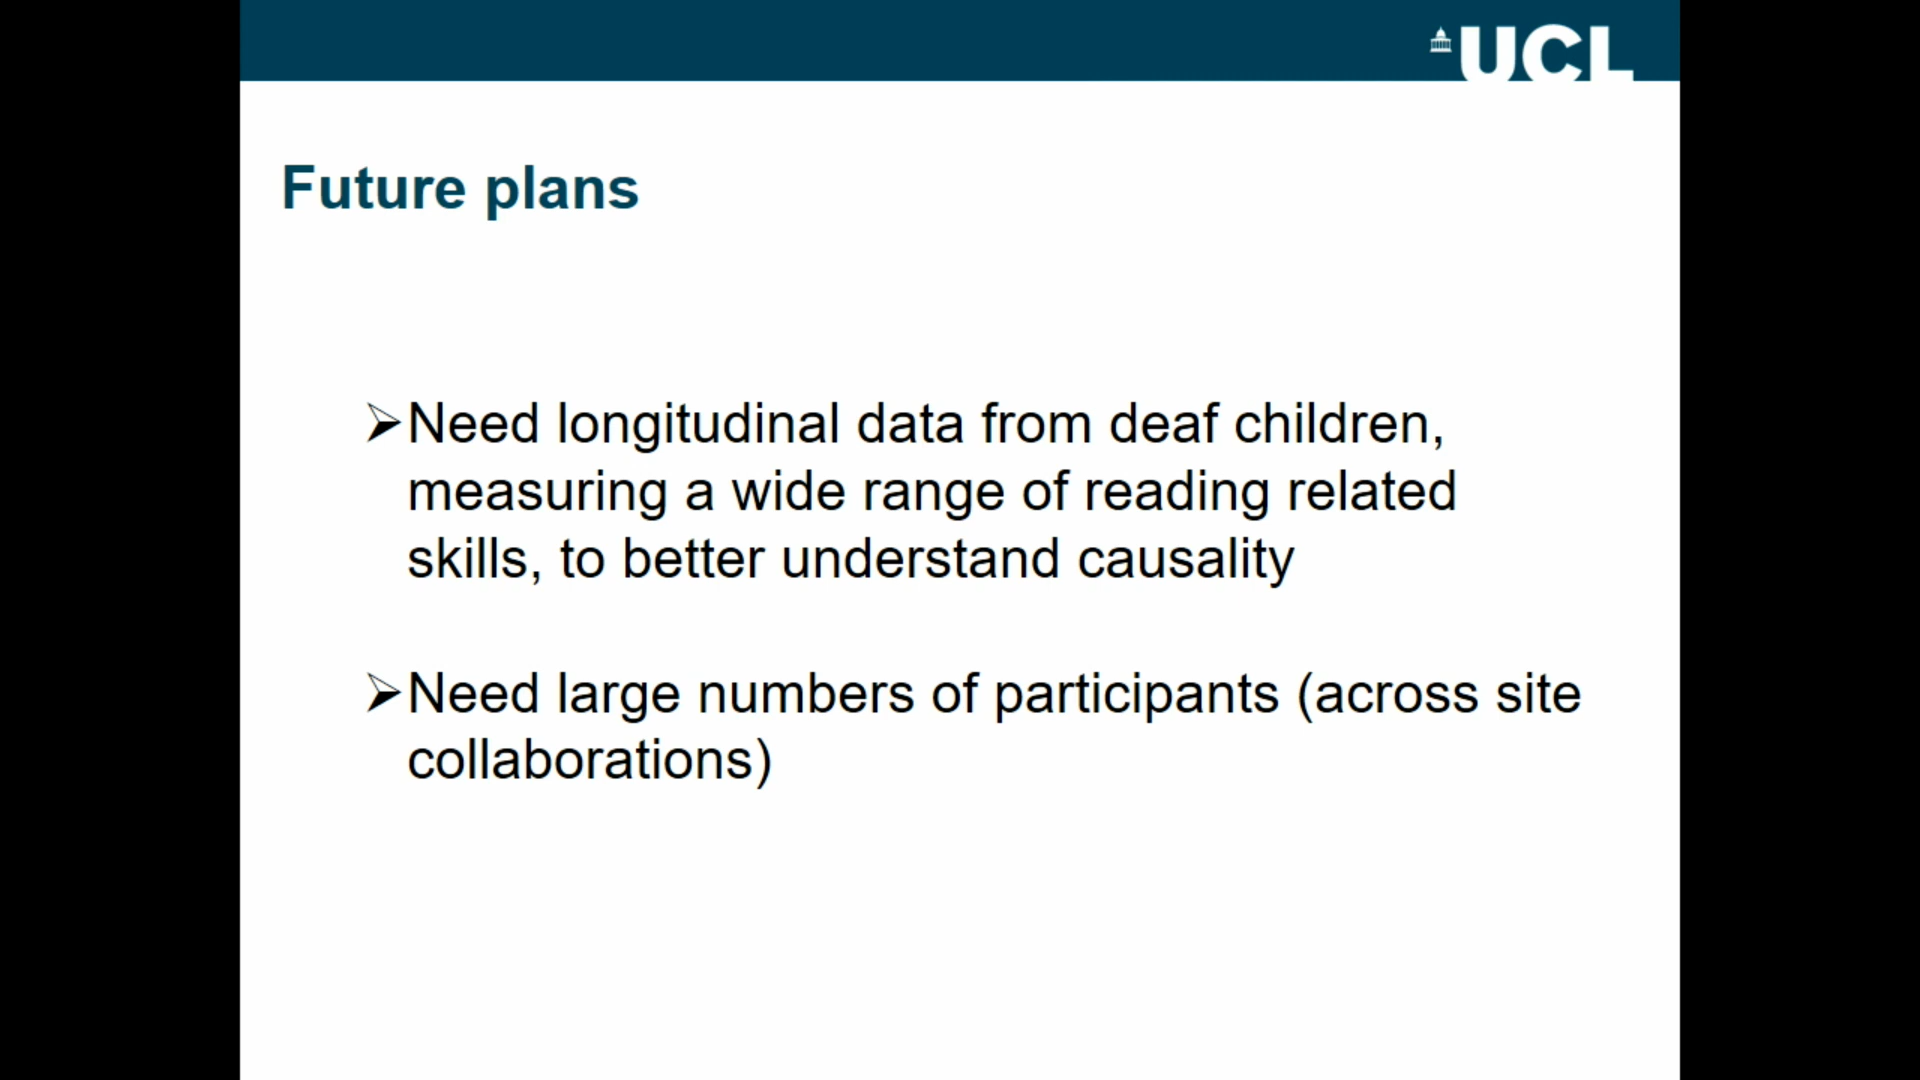 UCL
Future plans
➢Need longitudinal data from deaf children,
measuring a wide range of reading related
skills, to better understand causality
➢Need large numbers of participants (across site
collaborations)